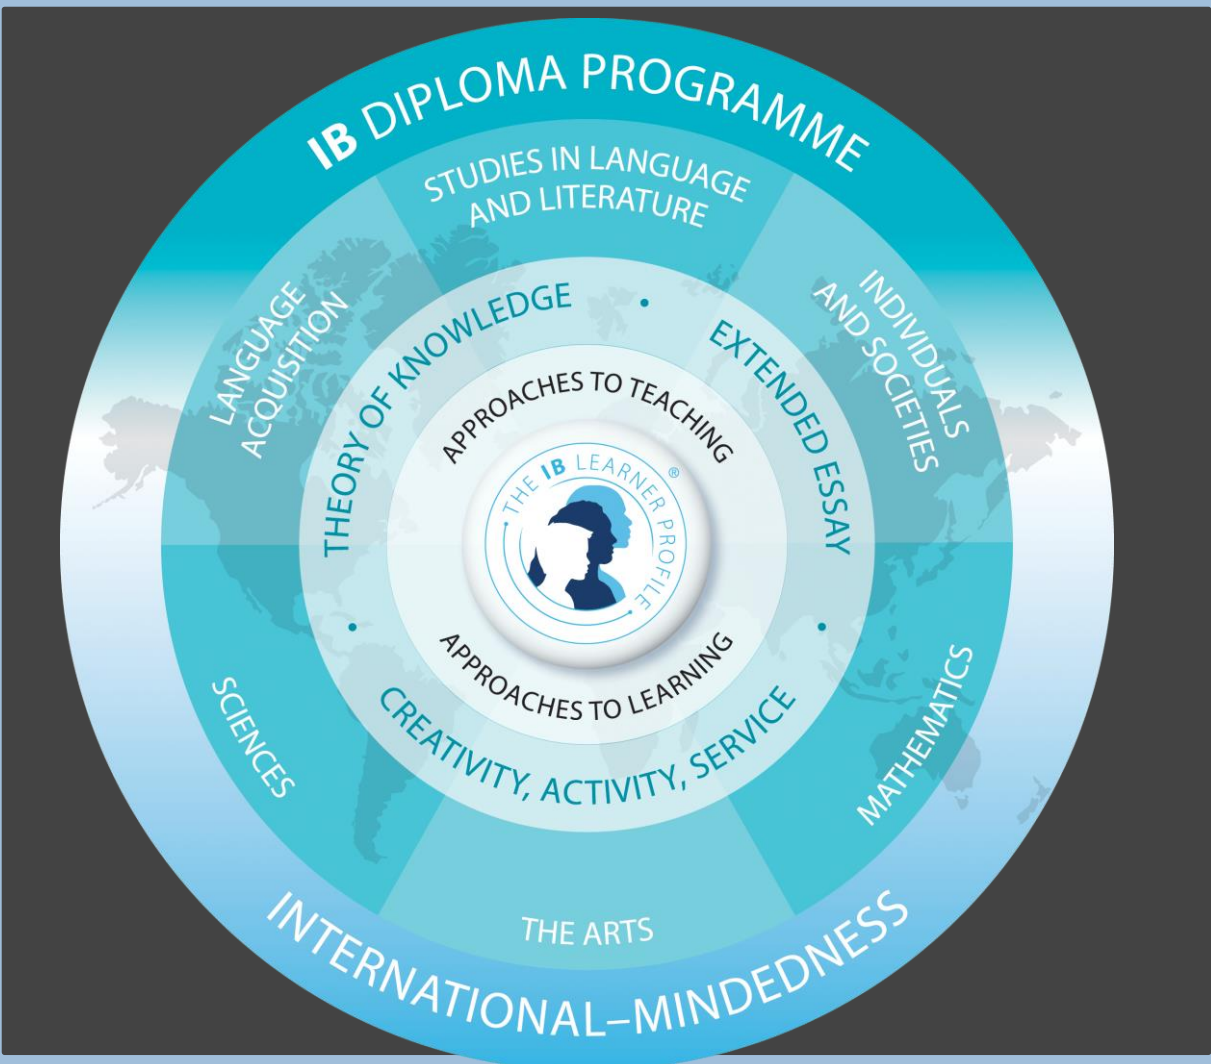 IB DIPLOMA PROGRAMME
STUDIES IN LANGUAGE
AND LITERATURE
LANGUAGE
ACQUISITION
INDIVIDUALS
AND SOCIETIES
THEORY OF KNOWLEDGE
•
EXTENDED ESSAY
•
APPROACHES TO TEACHING
• THE IB LEARNER PROFILE •
®
APPROACHES TO LEARNING
•
CREATIVITY, ACTIVITY, SERVICE
SCIENCES
MATHEMATICS
THE ARTS
INTERNATIONAL–MINDEDNESS